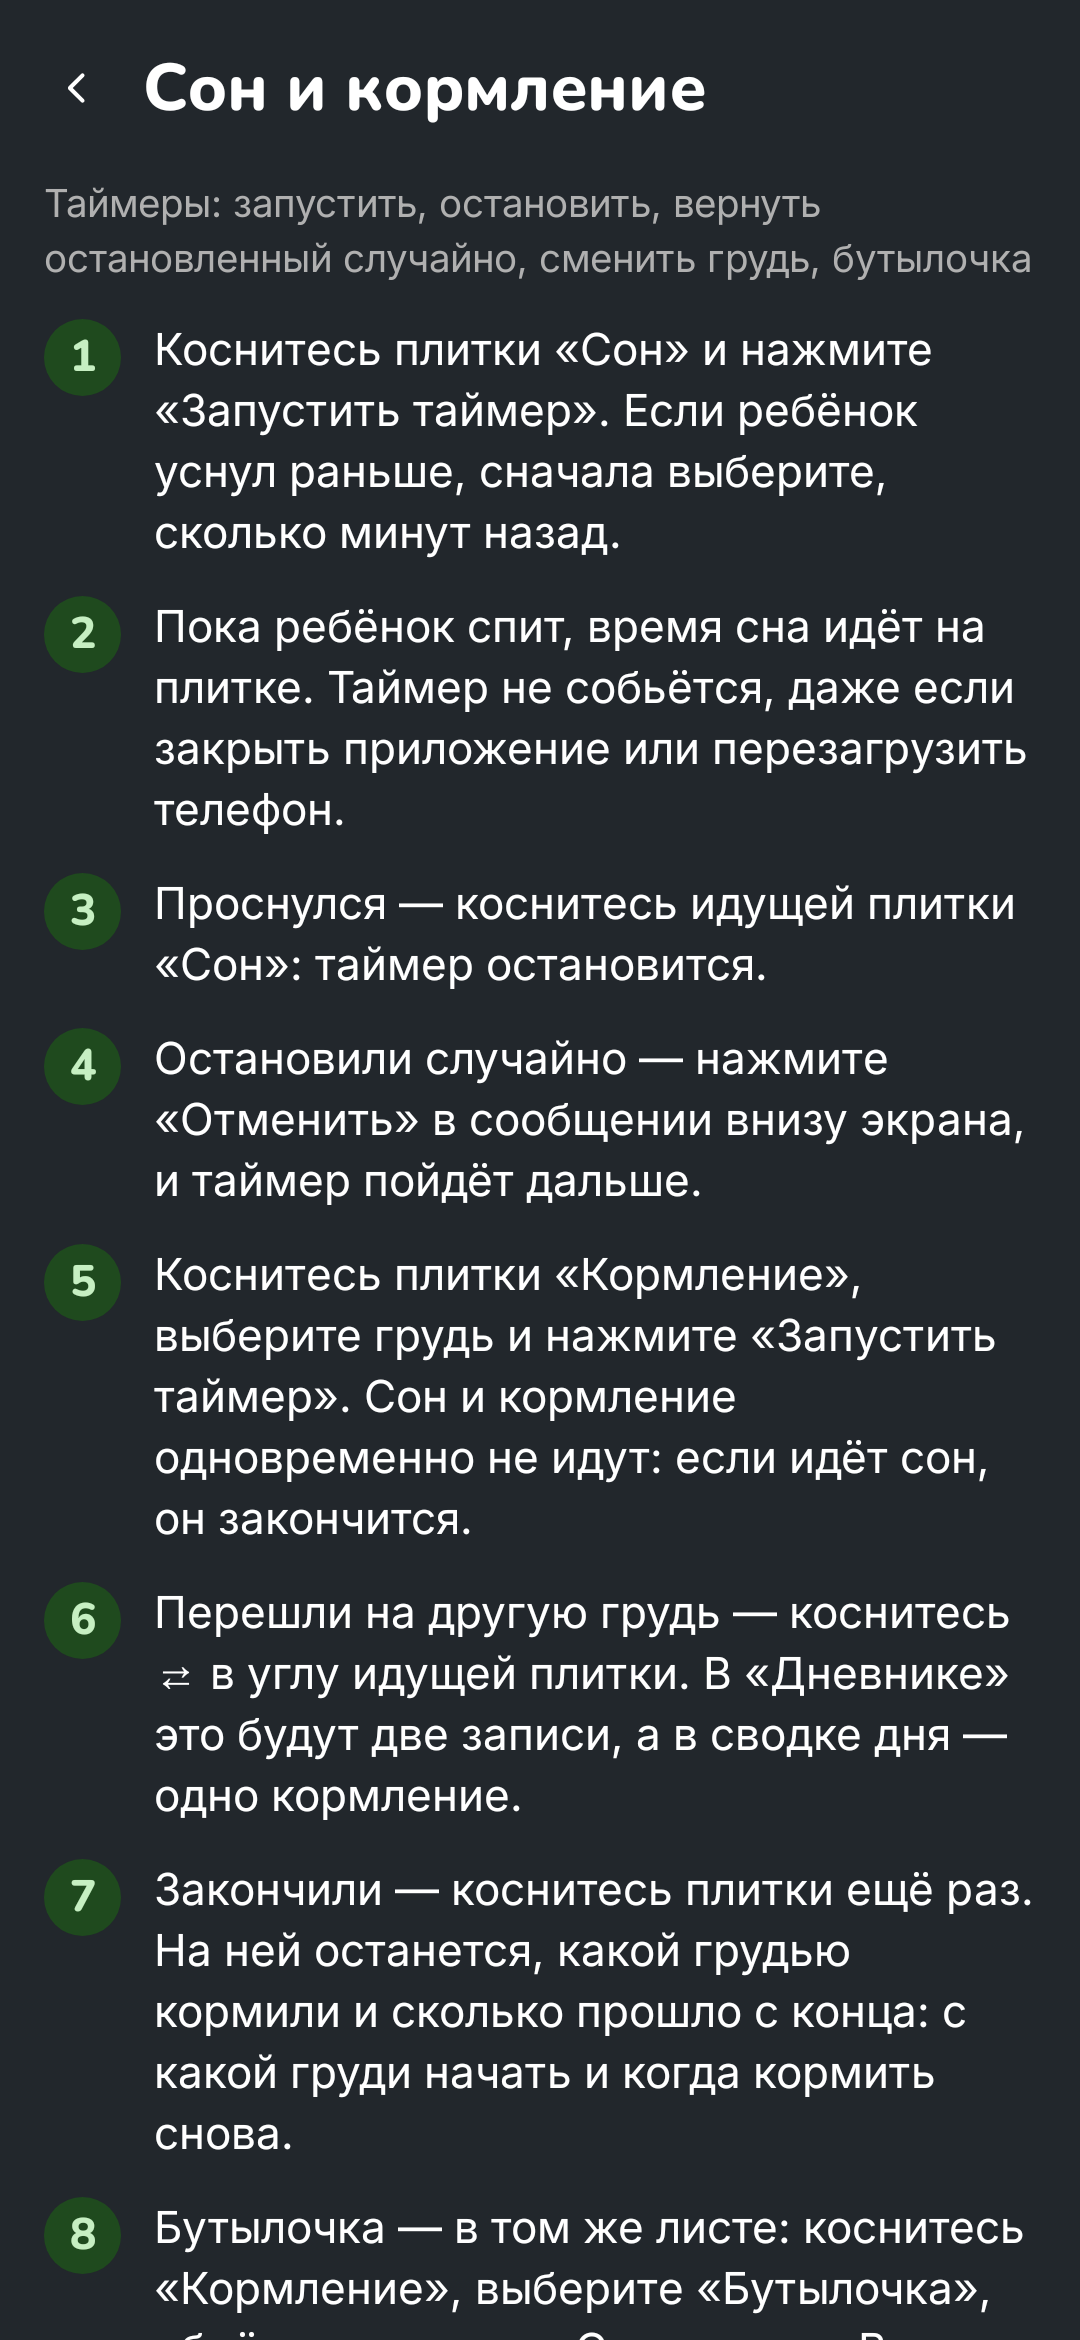 Сон и кормление
Таймеры: запустить, остановить, вернуть
остановленный случайно, сменить грудь, бутылочка
1 Коснитесь плитки «Сон» и нажмите
«Запустить таймер». Если ребёнок
уснул раньше, сначала выберите,
сколько минут назад.
2 Пока ребёнок спит, время сна идёт на
плитке. Таймер не собьётся, даже если
закрыть приложение или перезагрузить
телефон.
3 Проснулся — коснитесь идущей плитки
«Сон»: таймер остановится.
4 Остановили случайно — нажмите
«Отменить» в сообщении внизу экрана,
и таймер пойдёт дальше.
5 Коснитесь плитки «Кормление»,
выберите грудь и нажмите «Запустить
таймер». Сон и кормление
одновременно не идут: если идёт сон,
он закончится.
6 Перешли на другую грудь — коснитесь
⇄ в углу идущей плитки. В «Дневнике»
это будут две записи, а в сводке дня —
одно кормление.
7 Закончили — коснитесь плитки ещё раз.
На ней останется, какой грудью
кормили и сколько прошло с конца: с
какой груди начать и когда кормить
снова.
8 Бутылочка — в том же листе: коснитесь
«Кормление», выберите «Бутылочка»,